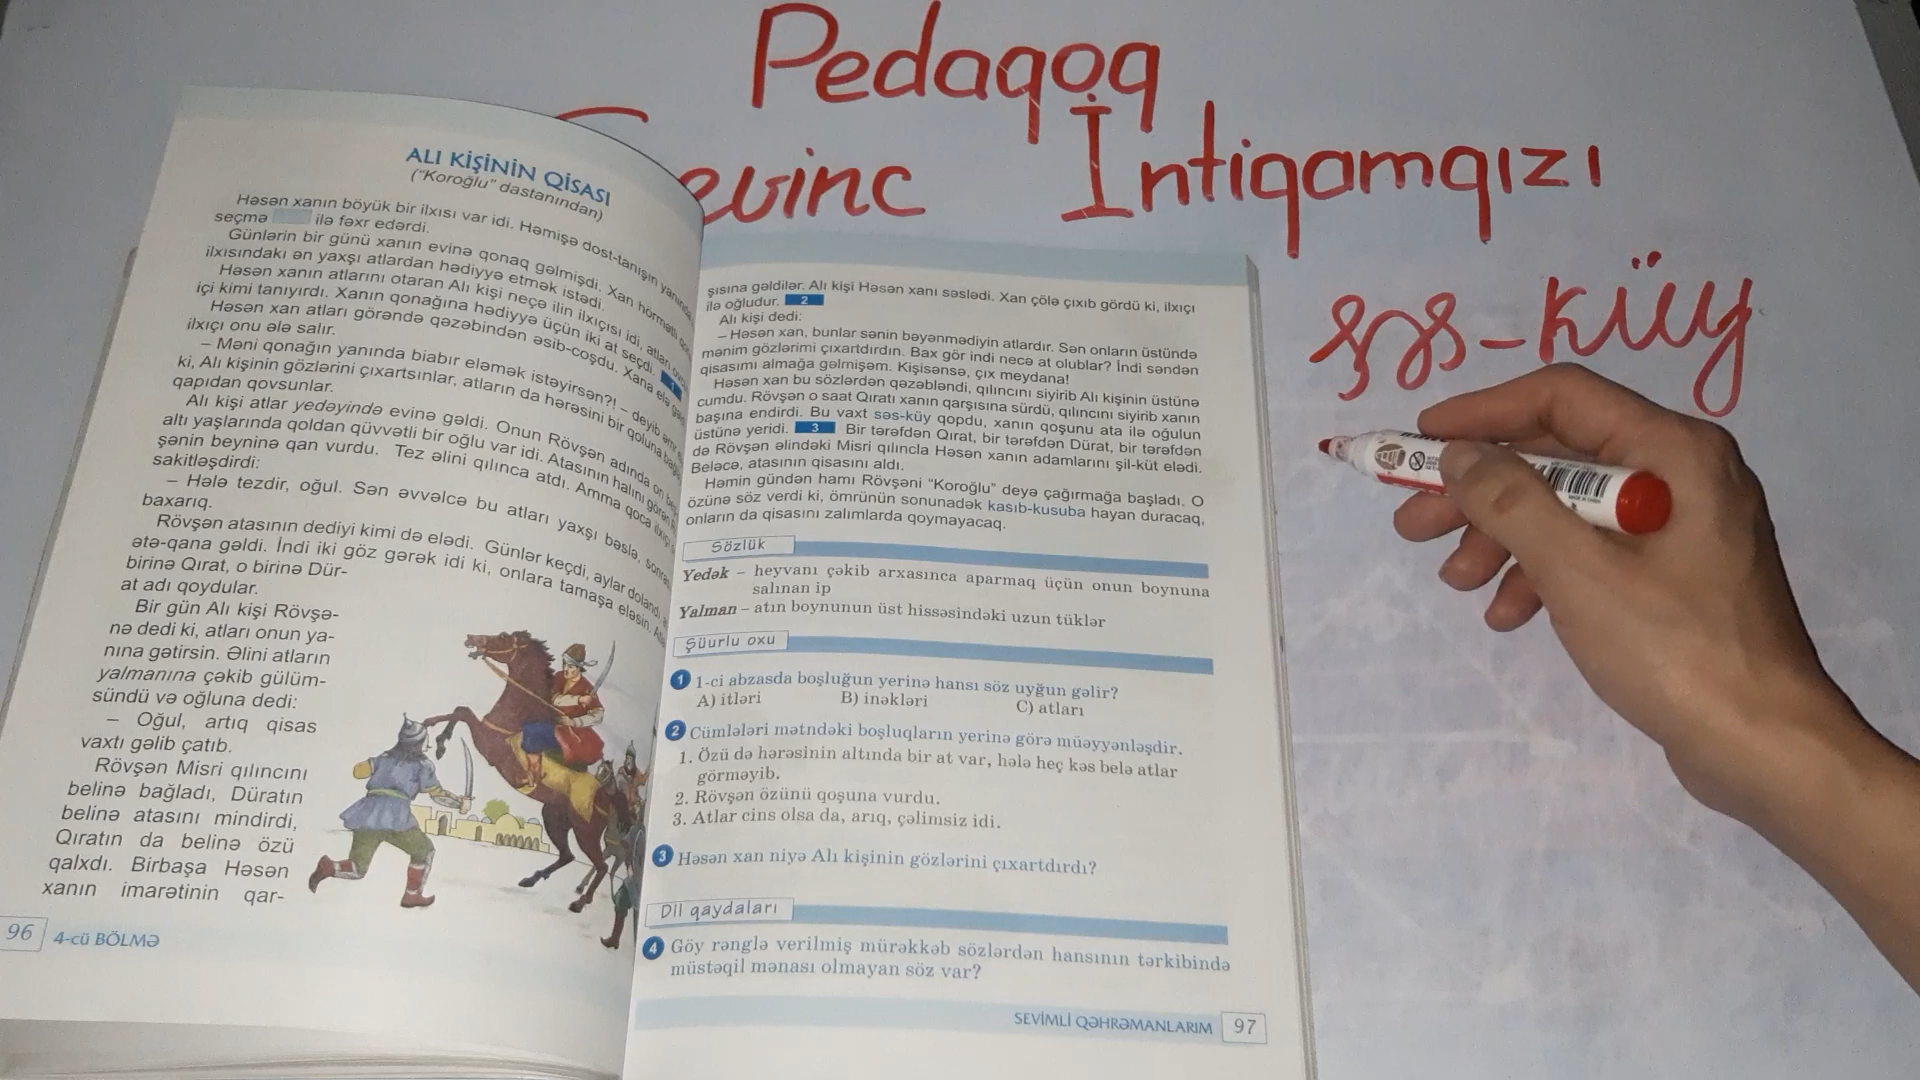 Pedaqoq
Sevinc İntiqamqızı
səs-küy
ALI KİŞİNİN QİSASI
("Koroğlu" dastanından)
Həsən xanın böyük bir ilxısı var idi. Həmişə dost-tanışın yanında
seçmə ilə fəxr edərdi.
Günlərin bir günü xanın evinə qonaq gəlmişdi. Xan hörmətli
ilxısındakı ən yaxşı atlardan hədiyyə etmək istədi.
Həsən xanın atlarını otaran Alı kişi neçə ilin ilxıçısı idi, atları
içi kimi tanıyırdı. Xanın qonağına hədiyyə üçün iki at seçdi. 1
Həsən xan atları görəndə qəzəbindən əsib-coşdu. Xana elə gəldi
ilxıçı onu ələ salır.
– Məni qonağın yanında biabır eləmək istəyirsən?! – deyib əmr
ki, Alı kişinin gözlərini çıxartsınlar, atların da hərəsini bir qoluna
qapıdan qovsunlar.
Alı kişi atlar yedəyində evinə gəldi. Onun Rövşən adında on
altı yaşlarında qoldan qüvvətli bir oğlu var idi. Atasının halını görən
şənin beyninə qan vurdu. Tez əlini qılınca atdı. Amma qoca ilxıçı
sakitləşdirdi:
– Hələ tezdir, oğul. Sən əvvəlcə bu atları yaxşı bəslə, sonra
baxarıq.
Rövşən atasının dediyi kimi də elədi. Günlər keçdi, aylar dolandı,
ətə-qana gəldi. İndi iki göz gərək idi ki, onlara tamaşa eləsin.
birinə Qırat, o birinə Dür-
at adı qoydular.
Bir gün Alı kişi Rövşə-
nə dedi ki, atları onun ya-
nına gətirsin. Əlini atların
yalmanına çəkib gülüm-
sündü və oğluna dedi:
– Oğul, artıq qisas
vaxtı gəlib çatıb.
Rövşən Misri qılıncını
belinə bağladı, Düratın
belinə atasını mindirdi,
Qıratın da belinə özü
qalxdı. Birbaşa Həsən
xanın imarətinin qar-
96 4-cü BÖLMƏ
şısına gəldilər. Alı kişi Həsən xanı səslədi. Xan çölə çıxıb gördü ki, ilxıçı
ilə oğludur. 2
Alı kişi dedi:
– Həsən xan, bunlar sənin bəyənmədiyin atlardır. Sən onların üstündə
mənim gözlərimi çıxartdırdın. Bax gör indi necə at olublar? İndi səndən
qisasımı almağa gəlmişəm. Kişisənsə, çıx meydana!
Həsən xan bu sözlərdən qəzəbləndi, qılıncını siyirib Alı kişinin üstünə
cumdu. Rövşən o saat Qıratı xanın qarşısına sürdü, qılıncını siyirib xanın
başına endirdi. Bu vaxt səs-küy qopdu, xanın qoşunu ata ilə oğulun
üstünə yeridi. 3 Bir tərəfdən Qırat, bir tərəfdən Dürat, bir tərəfdən
də Rövşən əlindəki Misri qılıncla Həsən xanın adamlarını şil-küt elədi.
Beləcə, atasının qisasını aldı.
Həmin gündən hamı Rövşəni "Koroğlu" deyə çağırmağa başladı. O
özünə söz verdi ki, ömrünün sonunadək kasıb-kusuba hayan duracaq,
onların da qisasını zalımlarda qoymayacaq.
Sözlük
Yedək – heyvanı çəkib arxasınca aparmaq üçün onun boynuna
salınan ip
Yalman – atın boynunun üst hissəsindəki uzun tüklər
Şüurlu oxu
1 1-ci abzasda boşluğun yerinə hansı söz uyğun gəlir?
A) itləri B) inəkləri C) atları
2 Cümlələri mətndəki boşluqların yerinə görə müəyyənləşdir.
1. Özü də hərəsinin altında bir at var, hələ heç kəs belə atlar
görməyib.
2. Rövşən özünü qoşuna vurdu.
3. Atlar cins olsa da, arıq, çəlimsiz idi.
3 Həsən xan niyə Alı kişinin gözlərini çıxartdırdı?
Dil qaydaları
4 Göy rənglə verilmiş mürəkkəb sözlərdən hansının tərkibində
müstəqil mənası olmayan söz var?
SEVİMLİ QƏHRƏMANLARIM 97